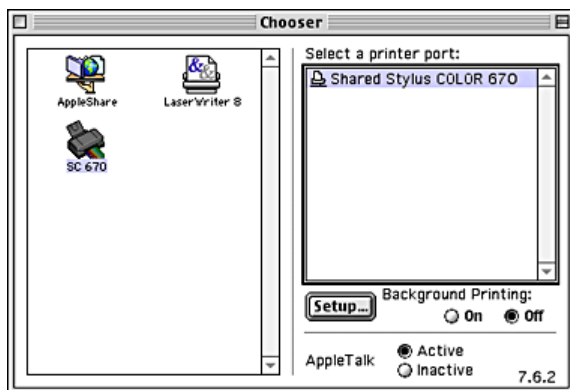 Chooser
Select a printer port:
AppleShare
LaserWriter 8
SC 670
Shared Stylus COLOR 670
Setup...
Background Printing:
On Off
AppleTalk
Active
Inactive
7.6.2